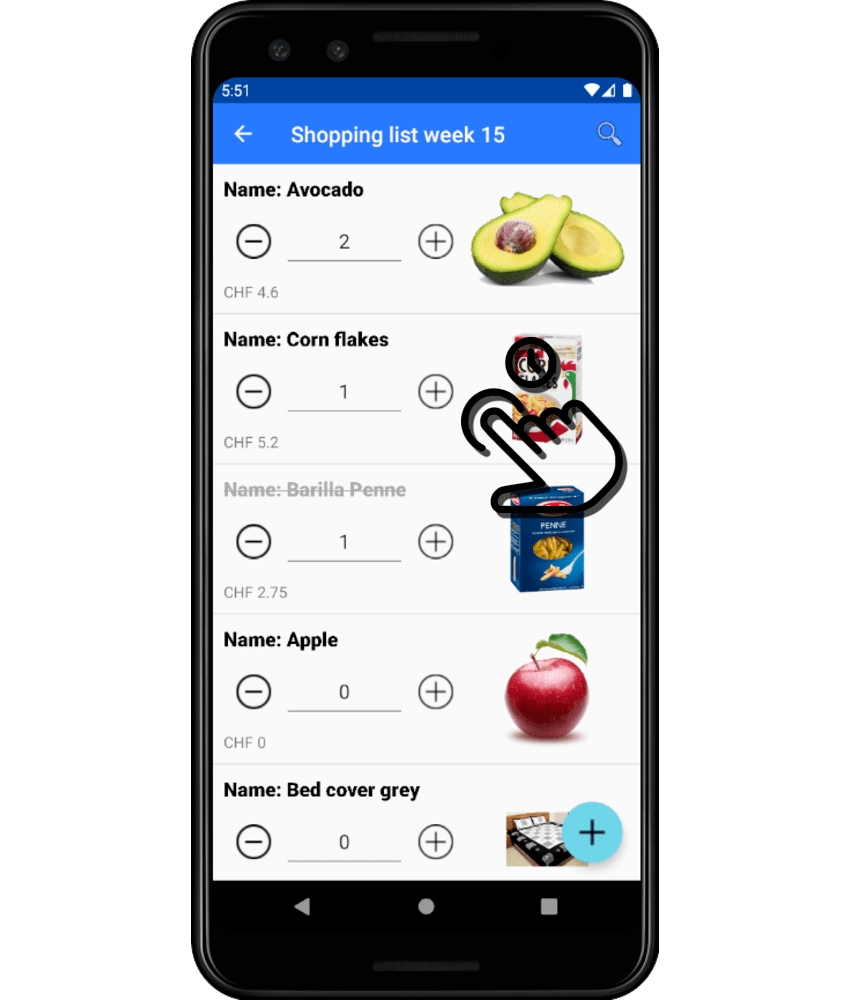 5:51
Shopping list week 15
Name: Avocado
2
CHF 4.6
Name: Corn flakes
1
CHF 5.2
Name: Barilla Penne
1
CHF 2.75
PENNE
Name: Apple
0
CHF 0
Name: Bed cover grey
0